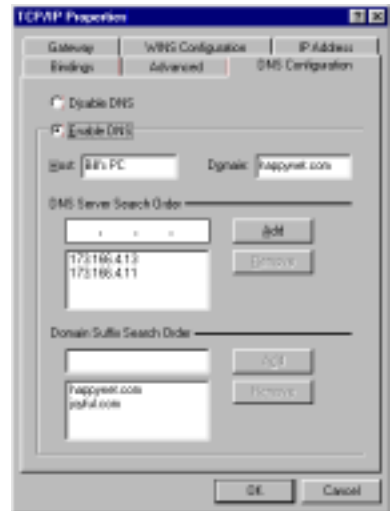 TCP/IP Properties
Gateway WINS Configuration IP Address
Bindings Advanced DNS Configuration
Disable DNS
Enable DNS
Host: Bill's PC Domain: happynet.com
DNS Server Search Order
. . . Add
173.166.4.13 Remove
173.166.4.11
Domain Suffix Search Order
Add
happynet.com Remove
joyful.com
OK Cancel